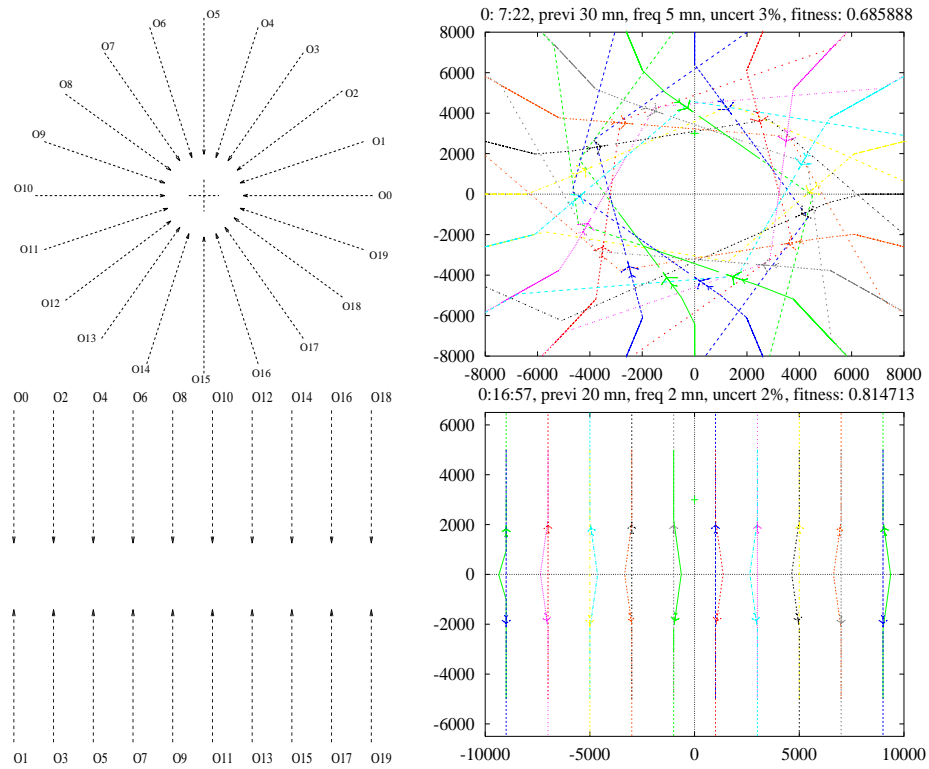 O5
O6
O4
O7
O3
O8
O2
O9
O1
O10
O0
O11
O19
O12
O18
O13
O17
O14
O16
O15
0: 7:22, previ 30 mn, freq 5 mn, uncert 3%, fitness: 0.685888
8000
6000
4000
2000
0
-2000
-4000
-6000
-8000
-8000 -6000 -4000 -2000 0 2000 4000 6000 8000
O0 O2 O4 O6 O8 O10 O12 O14 O16 O18
O1 O3 O5 O7 O9 O11 O13 O15 O17 O19
0:16:57, previ 20 mn, freq 2 mn, uncert 2%, fitness: 0.814713
6000
4000
2000
0
-2000
-4000
-6000
-10000 -5000 0 5000 10000